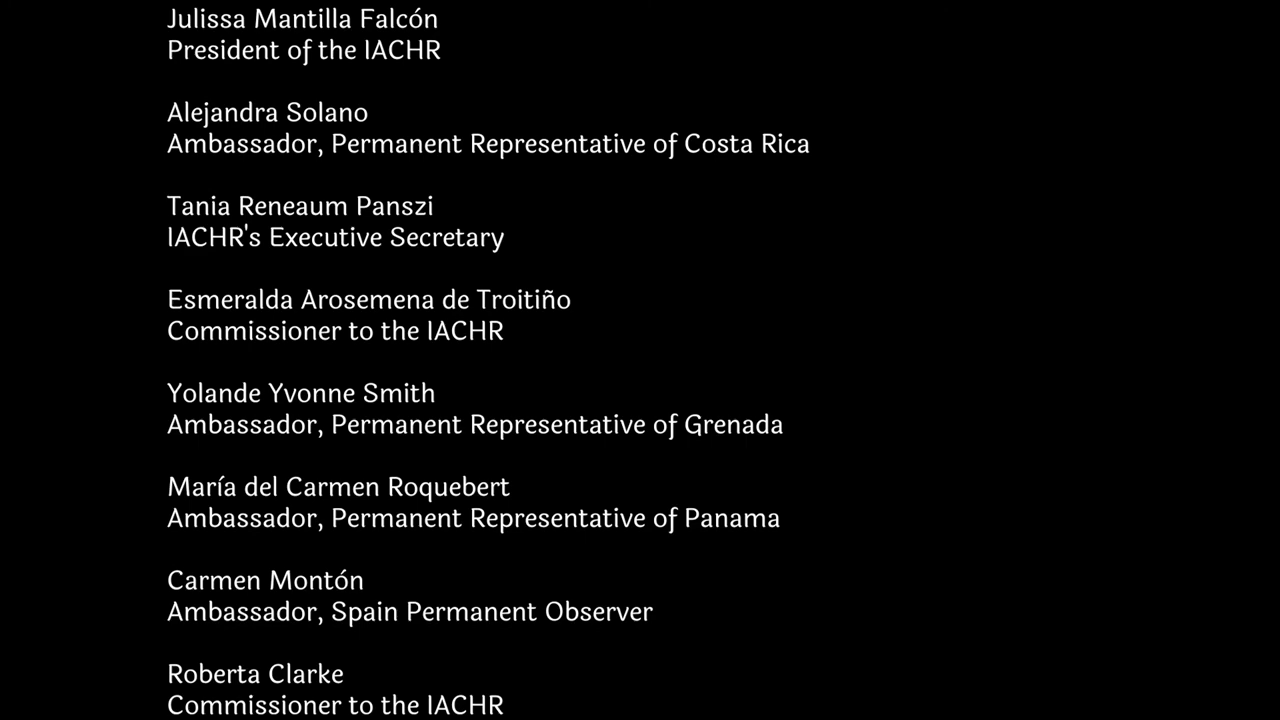 Julissa Mantilla Falcón
President of the IACHR
Alejandra Solano
Ambassador, Permanent Representative of Costa Rica
Tania Reneaum Panszi
IACHR's Executive Secretary
Esmeralda Arosemena de Troitiño
Commissioner to the IACHR
Yolande Yvonne Smith
Ambassador, Permanent Representative of Grenada
María del Carmen Roquebert
Ambassador, Permanent Representative of Panama
Carmen Montón
Ambassador, Spain Permanent Observer
Roberta Clarke
Commissioner to the IACHR